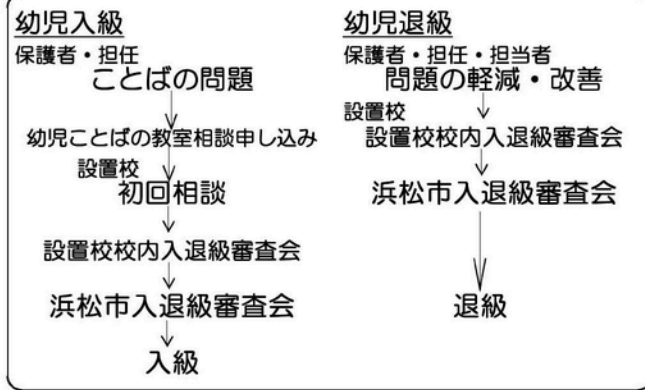 幼児入級
保護者・担任
ことばの問題
幼児ことばの教室相談申し込み
設置校
初回相談
設置校校内入退級審査会
浜松市入退級審査会
入級
幼児退級
保護者・担任・担当者
問題の軽減・改善
設置校
設置校校内入退級審査会
浜松市入退級審査会
退級